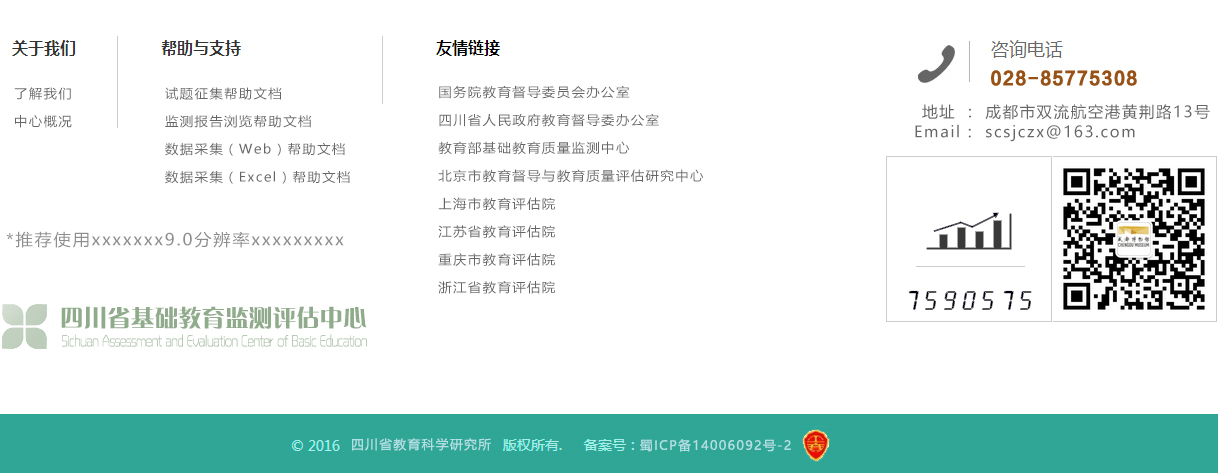 关于我们
了解我们
中心概况
帮助与支持
试题征集帮助文档
监测报告浏览帮助文档
数据采集（Web）帮助文档
数据采集（Excel）帮助文档
友情链接
国务院教育督导委员会办公室
四川省人民政府教育督导委办公室
教育部基础教育质量监测中心
北京市教育督导与教育质量评估研究中心
上海市教育评估院
江苏省教育评估院
重庆市教育评估院
浙江省教育评估院
咨询电话
028-85775308
地址 ： 成都市双流航空港黄荆路13号
Email： scsjczx@163.com
7590575
CHENGDU MUSEUM
*推荐使用xxxxxxx9.0分辨率xxxxxxxxx
四川省基础教育监测评估中心
Sichuan Assessment and Evaluation Center of Basic Education
© 2016 四川省教育科学研究所 版权所有. 备案号：蜀ICP备14006092号-2